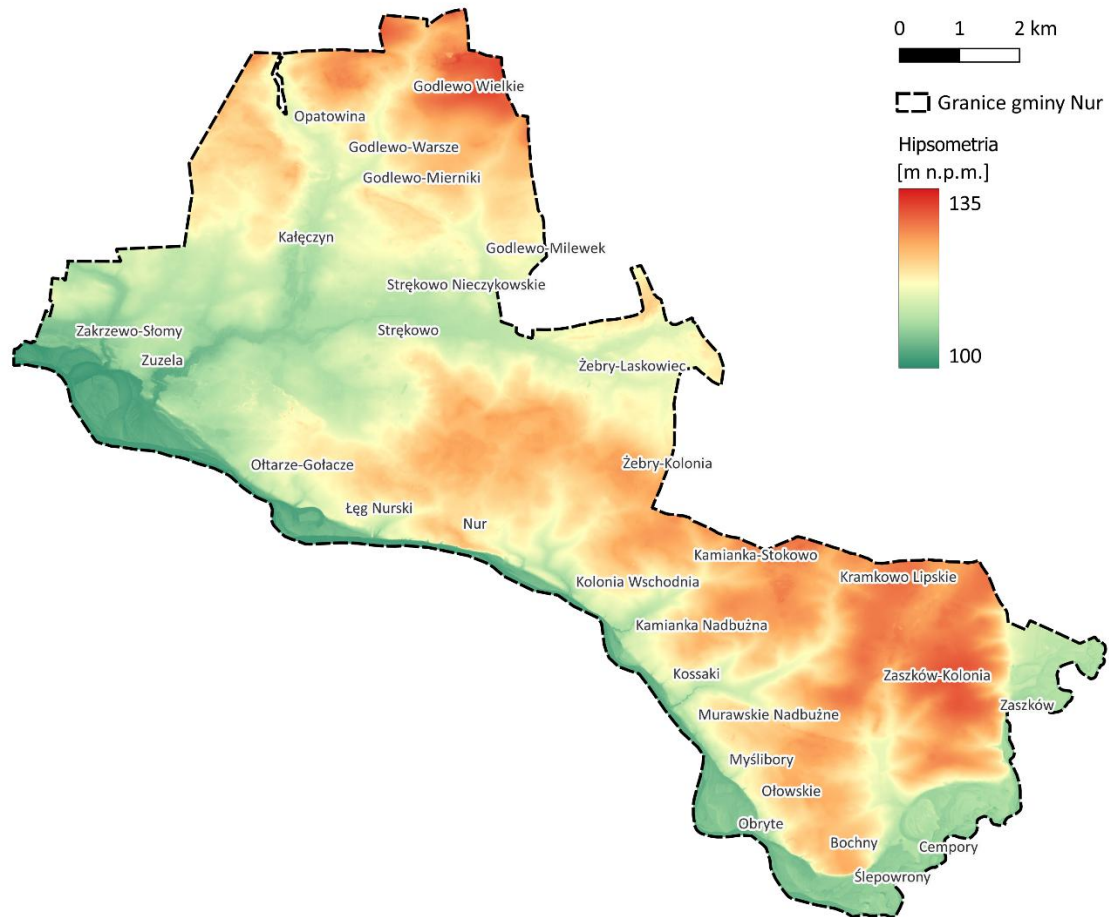 0 1 2 km
Granice gminy Nur
Hipsometria
[m n.p.m.]
135
100
Godlewo Wielkie
Opatowina
Godlewo-Warsze
Godlewo-Mierniki
Kałęczyn
Godlewo-Milewek
Strękowo Nieczykowskie
Zakrzewo-Słomy
Strękowo
Zuzela
Żebry-Laskowiec
Ołtarze-Gołacze
Żebry-Kolonia
Łęg Nurski
Nur
Kamianka-Stokowo
Kolonia Wschodnia
Kramkowo Lipskie
Kamianka Nadbużna
Kossaki
Zaszków-Kolonia
Zaszków
Murawskie Nadbużne
Myślibory
Ołowskie
Obryte
Bochny
Cempory
Ślepowrony